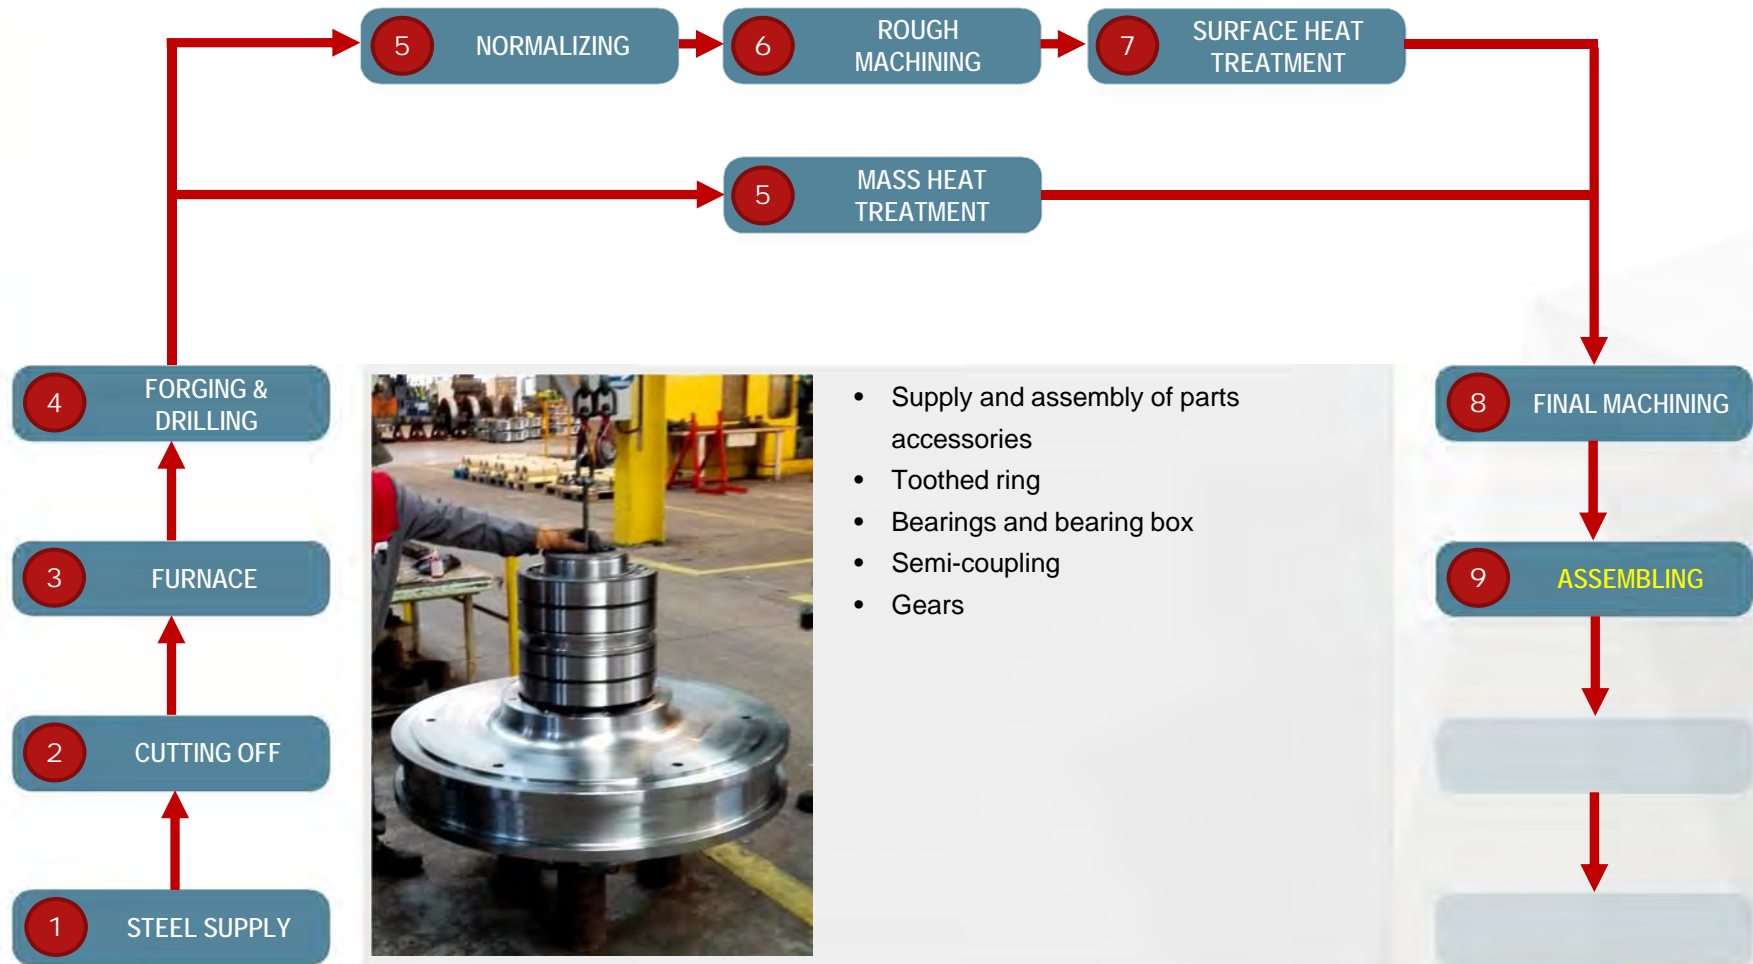 5 NORMALIZING
6 ROUGH
MACHINING
7 SURFACE HEAT
TREATMENT
5 MASS HEAT
TREATMENT
4 FORGING &
DRILLING
3 FURNACE
2 CUTTING OFF
1 STEEL SUPPLY
• Supply and assembly of parts
accessories
• Toothed ring
• Bearings and bearing box
• Semi-coupling
• Gears
8 FINAL MACHINING
9 ASSEMBLING